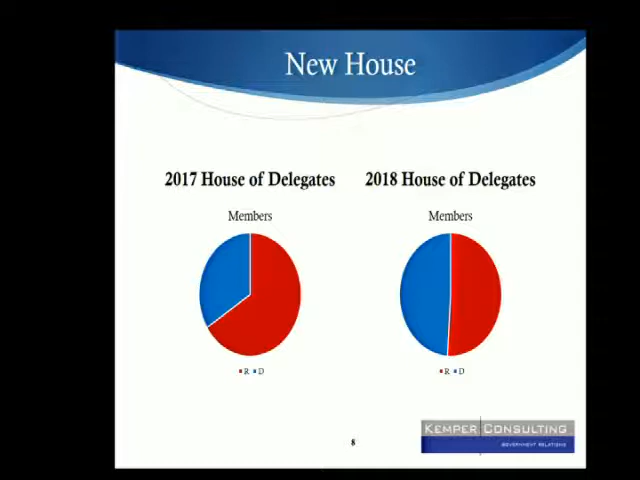 New House
2017 House of Delegates
2018 House of Delegates
Members
Members
R D
R D
KEMPER CONSULTING
GOVERNMENT RELATIONS
8